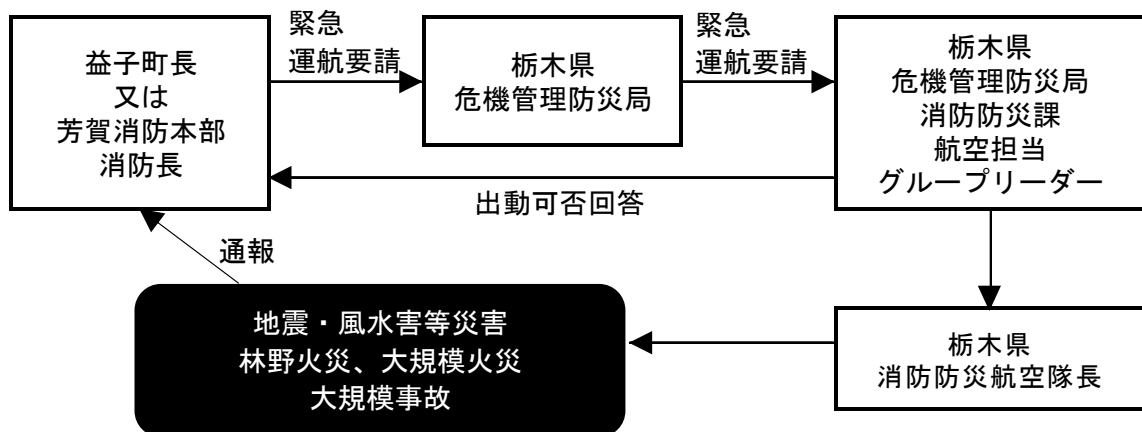 益子町長
又は
芳賀消防本部
消防長
緊急
運航要請
栃木県
危機管理防災局
緊急
運航要請
栃木県
危機管理防災局
消防防災課
航空担当
グループリーダー
出動可否回答
通報
地震・風水害等災害
林野火災、大規模火災
大規模事故
栃木県
消防防災航空隊長